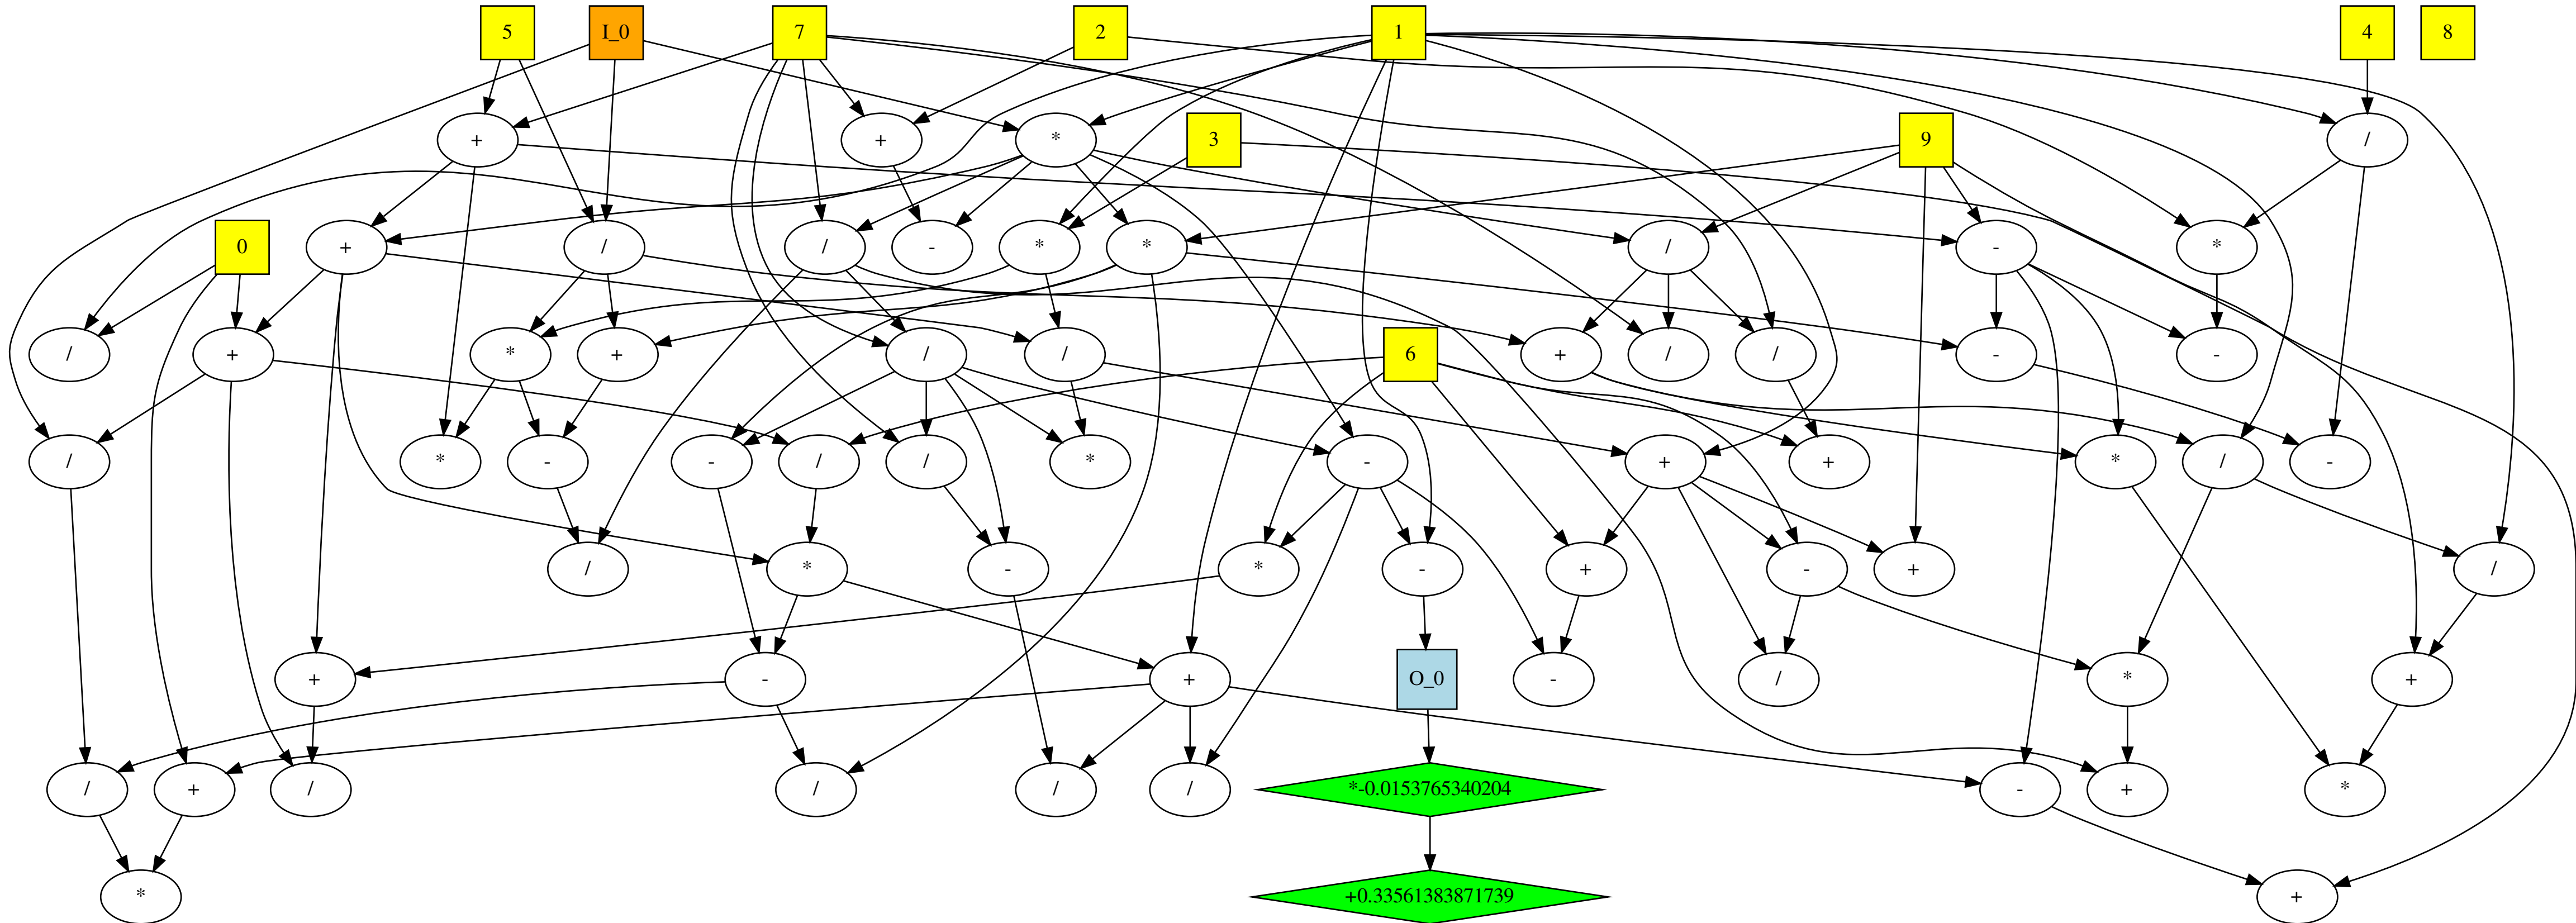 5 I_0 7 2 1 4 8
+ + * 3 9 /
0 + / / - * * / - *
/ + * + / / 6 + / / - -
/ * - - / / * - + + * / -
/ * - * - + - + /
+ - + O_0 - / * +
/ + / / / / *-0.0153765340204 - + *
* +0.33561383871739 +